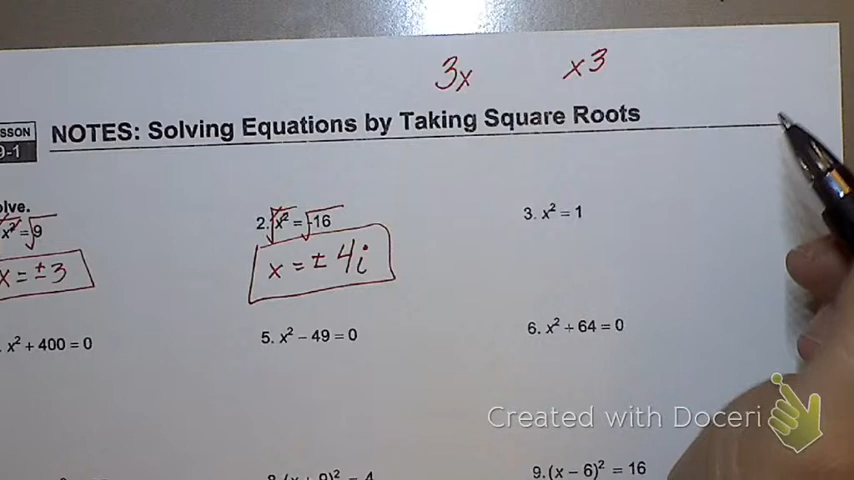 3x x3
SSON NOTES: Solving Equations by Taking Square Roots
9-1
lve.
√x² = √9 2. √x² = √-16 3. x² = 1
x = ± 3 x = ± 4i
. x² + 400 = 0 5. x² − 49 = 0 6. x² + 64 = 0
Created with Doceri
9. (x − 6)² = 16